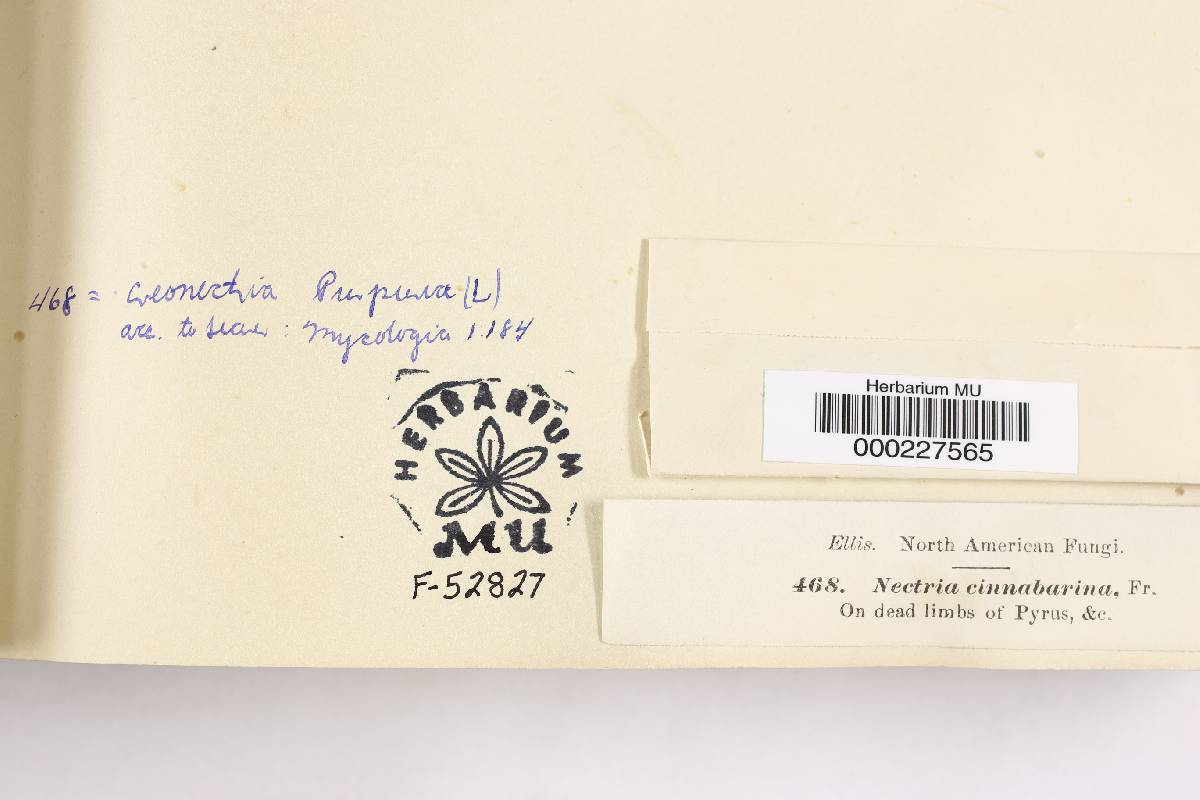 468 = Creonectria Purpurea (L)
acc. to Seaver : Mycologia 1.184
HERBARIUM
MU
F-52827
Herbarium MU
000227565
Ellis. North American Fungi.
468. Nectria cinnabarina, Fr.
On dead limbs of Pyrus, &c.